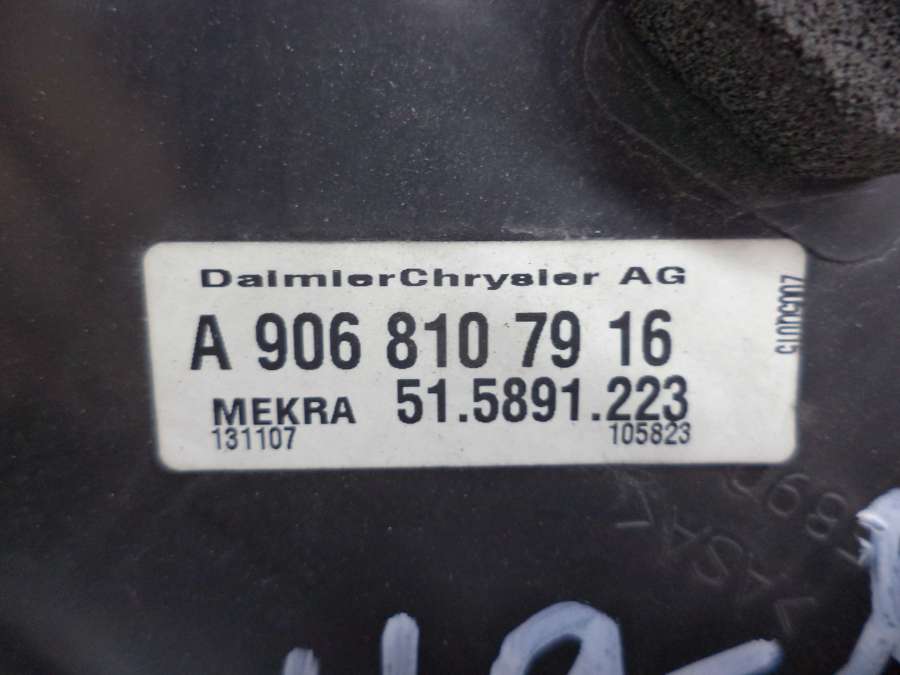 DaimlerChrysler AG
A 906 810 79 16
MEKRA 51.5891.223
131107 105823